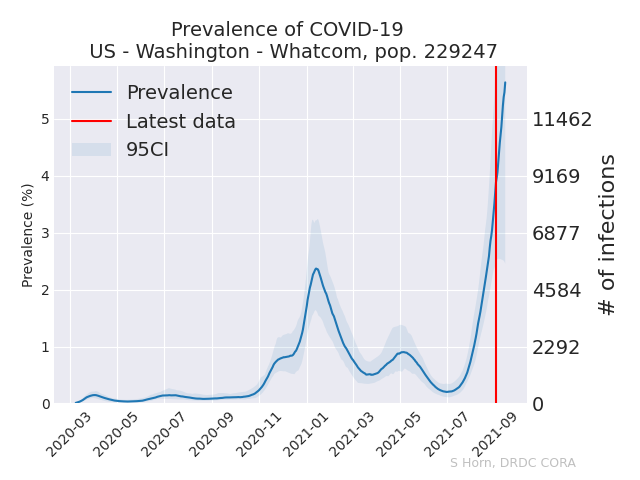 Prevalence of COVID-19
US - Washington - Whatcom, pop. 229247
Prevalence
Latest data
95CI
Prevalence (%)
5
4
3
2
1
0
11462
9169
6877
4584
2292
0
# of infections
2020-03
2020-05
2020-07
2020-09
2020-11
2021-01
2021-03
2021-05
2021-07
2021-09
S Horn, DRDC CORA